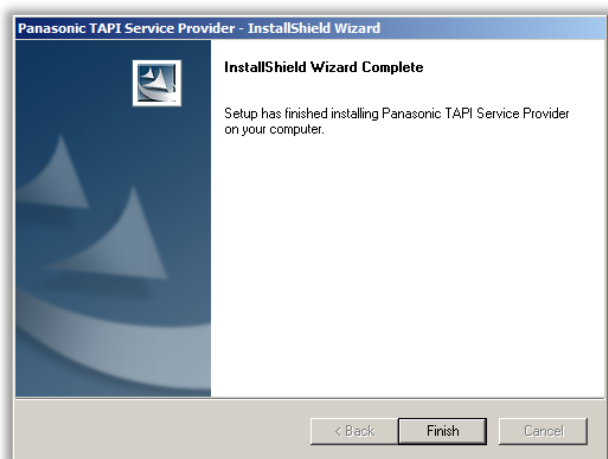 Panasonic TAPI Service Provider - InstallShield Wizard
InstallShield Wizard Complete
Setup has finished installing Panasonic TAPI Service Provider
on your computer.
< Back
Finish
Cancel